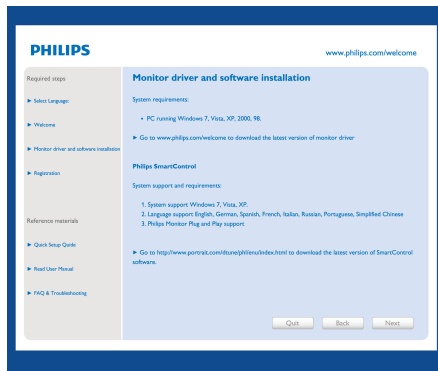 PHILIPS
www.philips.com/welcome
Required steps
► Select Language:
► Welcome
► Monitor driver and software installation
► Registration
Reference materials
► Quick Setup Quide
► Read User Manual
► FAQ & Troubleshooting
Monitor driver and software installation
System requirements:
• PC running Windows 7, Vista, XP, 2000, 98.
► Go to www.philips.com/welcome to download the latest version of monitor driver
Philips SmartControl
System support and requirements:
1. System support Windows 7, Vista, XP.
2. Language support English, German, Spanish, French, Italian, Russian, Portuguese, Simplified Chinese
3. Philips Monitor Plug and Play support
► Go to http://www.portrait.com/dtune/phl/enu/index.html to download the latest version of SmartControl
software.
Quit
Back
Next